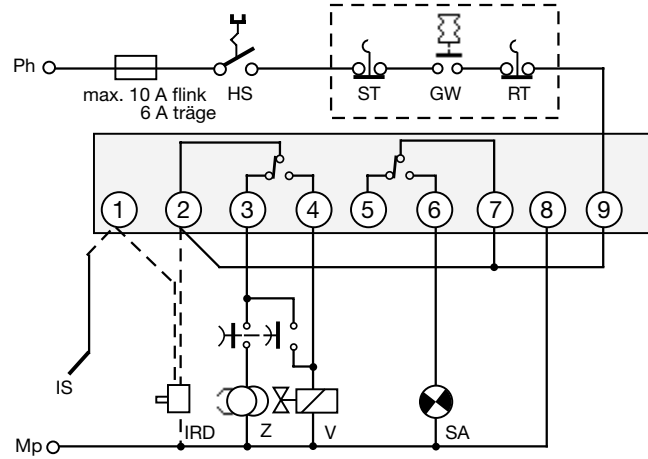 Ph
max. 10 A flink
6 A träge
HS
ST
GW
RT
1 2 3 4 5 6 7 8 9
IS
IRD
Z
V
SA
Mp